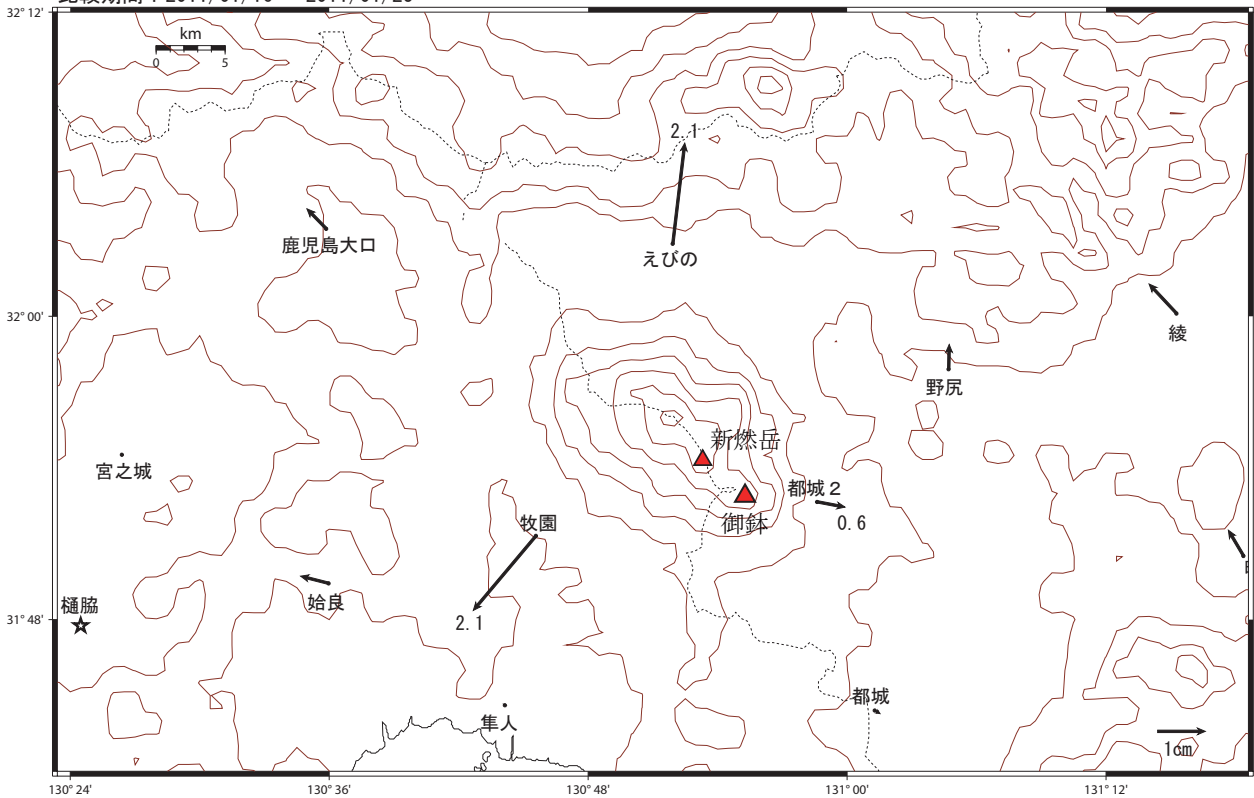 32°12'
km
0 5
2.1
鹿児島大口
えびの
32°00'
綾
野尻
新燃岳
宮之城
都城２
御鉢
0.6
牧園
姶良
2.1
樋脇
31°48'
都城
隼人
1cm
130°24' 130°36' 130°48' 131°00' 131°12'